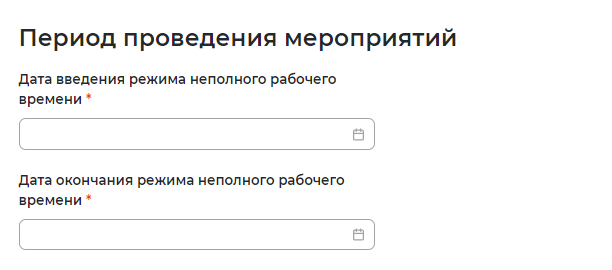 Период проведения мероприятий
Дата введения режима неполного рабочего
времени *
Дата окончания режима неполного рабочего
времени *